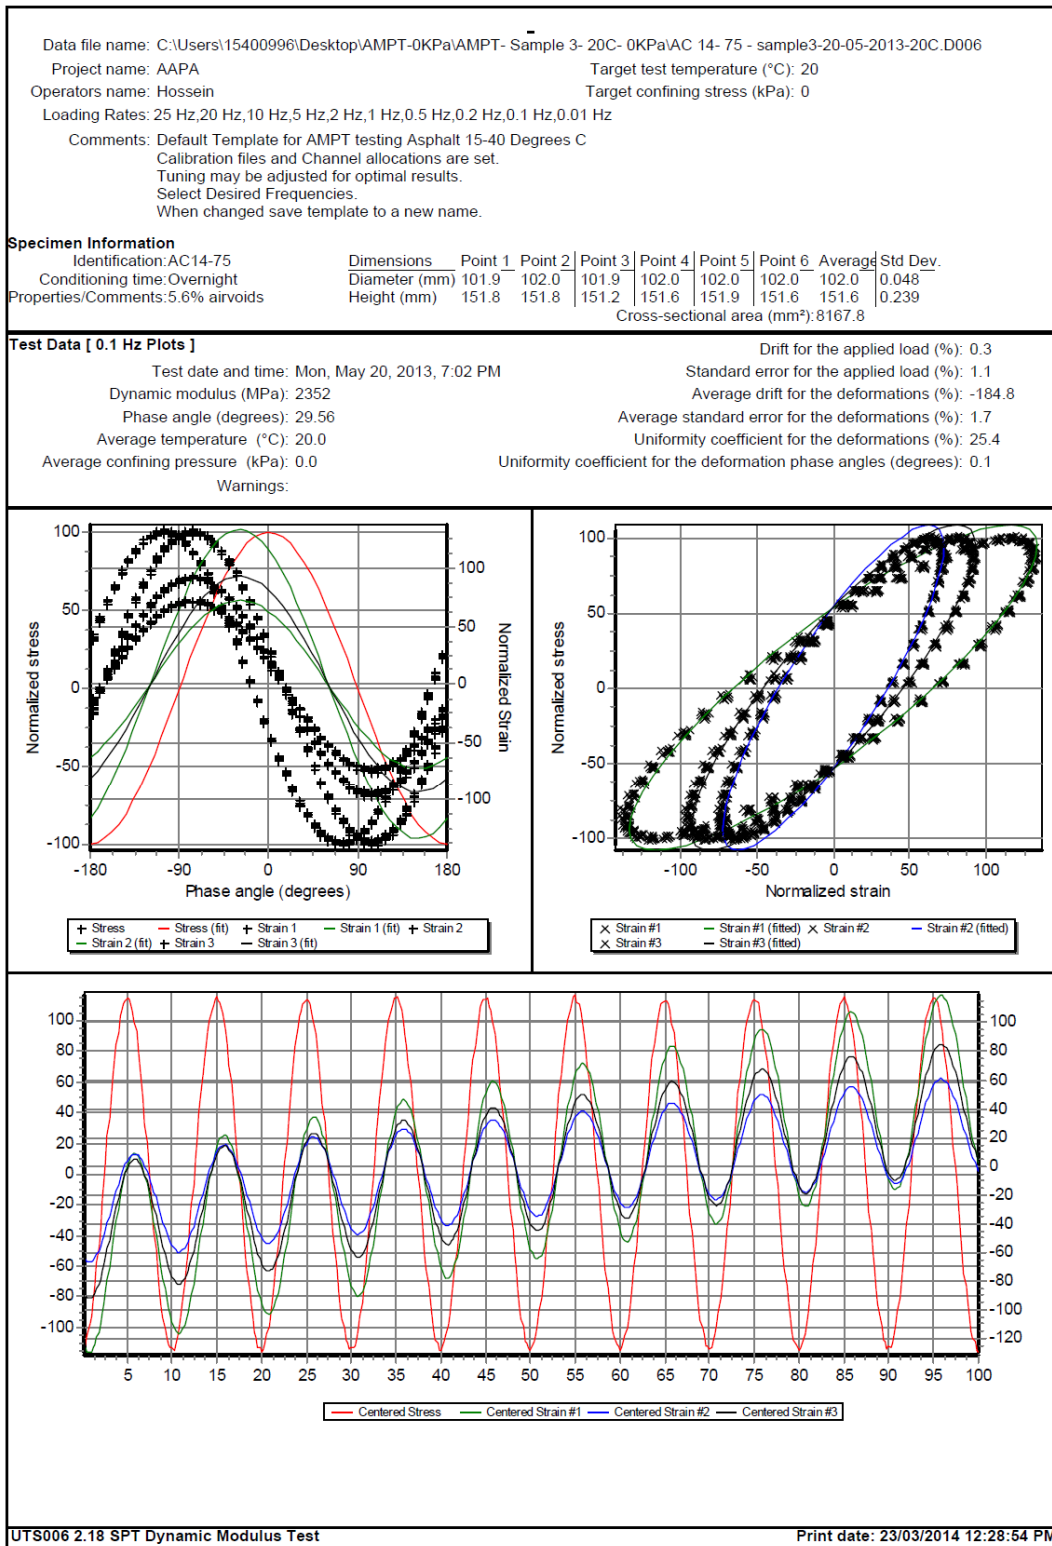 Data file name: C:\Users\15400996\Desktop\AMPT-0KPa\AMPT- Sample 3- 20C- 0KPa\AC 14- 75 - sample3-20-05-2013-20C.D006
Project name: AAPA Target test temperature (°C): 20
Operators name: Hossein Target confining stress (kPa): 0
Loading Rates: 25 Hz,20 Hz,10 Hz,5 Hz,2 Hz,1 Hz,0.5 Hz,0.2 Hz,0.1 Hz,0.01 Hz
Comments: Default Template for AMPT testing Asphalt 15-40 Degrees C
Calibration files and Channel allocations are set.
Tuning may be adjusted for optimal results.
Select Desired Frequencies.
When changed save template to a new name.
Specimen Information
Identification:AC14-75 Dimensions Point 1 Point 2 Point 3 Point 4 Point 5 Point 6 Average Std Dev.
Conditioning time:Overnight Diameter (mm) 101.9 102.0 101.9 102.0 102.0 102.0 102.0 0.048
Properties/Comments:5.6% airvoids Height (mm) 151.8 151.8 151.2 151.6 151.9 151.6 151.6 0.239
Cross-sectional area (mm²):8167.8
Test Data [ 0.1 Hz Plots ] Drift for the applied load (%): 0.3
Test date and time: Mon, May 20, 2013, 7:02 PM Standard error for the applied load (%): 1.1
Dynamic modulus (MPa): 2352 Average drift for the deformations (%): -184.8
Phase angle (degrees): 29.56 Average standard error for the deformations (%): 1.7
Average temperature (°C): 20.0 Uniformity coefficient for the deformations (%): 25.4
Average confining pressure (kPa): 0.0 Uniformity coefficient for the deformation phase angles (degrees): 0.1
Warnings:
Normalized stress
100
50
0
-50
-100
100
50
0
-50
-100
Normalized Strain
-180 -90 0 90 180
Phase angle (degrees)
Stress Stress (fit) Strain 1 Strain 1 (fit) Strain 2
Strain 2 (fit) Strain 3 Strain 3 (fit)
Normalized stress
100
50
0
-50
-100
-100 -50 0 50 100
Normalized strain
Strain #1 Strain #1 (fitted) Strain #2 Strain #2 (fitted)
Strain #3 Strain #3 (fitted)
100
80
60
40
20
0
-20
-40
-60
-80
-100
100
80
60
40
20
0
-20
-40
-60
-80
-100
-120
5 10 15 20 25 30 35 40 45 50 55 60 65 70 75 80 85 90 95 100
Centered Stress Centered Strain #1 Centered Strain #2 Centered Strain #3
UTS006 2.18 SPT Dynamic Modulus Test Print date: 23/03/2014 12:28:54 PM